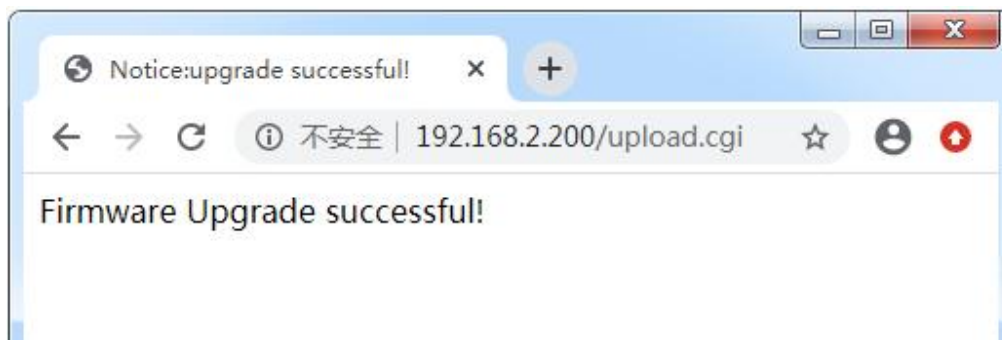 Notice:upgrade successful!
不安全 | 192.168.2.200/upload.cgi
Firmware Upgrade successful!